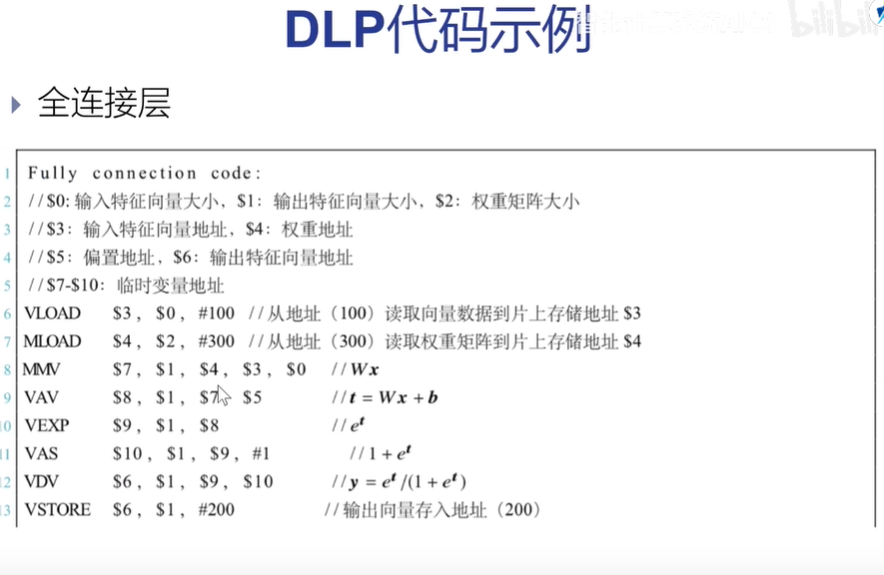 DLP代码示例
bilibili
全连接层
1 Fully connection code:
2 //$0: 输入特征向量大小，$1：输出特征向量大小，$2：权重矩阵大小
3 //$3：输入特征向量地址，$4：权重地址
4 //$5：偏置地址，$6：输出特征向量地址
5 //$7-$10：临时变量地址
6 VLOAD $3, $0, #100 //从地址（100）读取向量数据到片上存储地址 $3
7 MLOAD $4, $2, #300 //从地址（300）读取权重矩阵到片上存储地址 $4
8 MMV $7, $1, $4, $3, $0 //Wx
9 VAV $8, $1, $7, $5 //t = Wx + b
10 VEXP $9, $1, $8 //eᵗ
11 VAS $10, $1, $9, #1 //1 + eᵗ
12 VDV $6, $1, $9, $10 //y = eᵗ/(1 + eᵗ)
13 VSTORE $6, $1, #200 //输出向量存入地址（200）